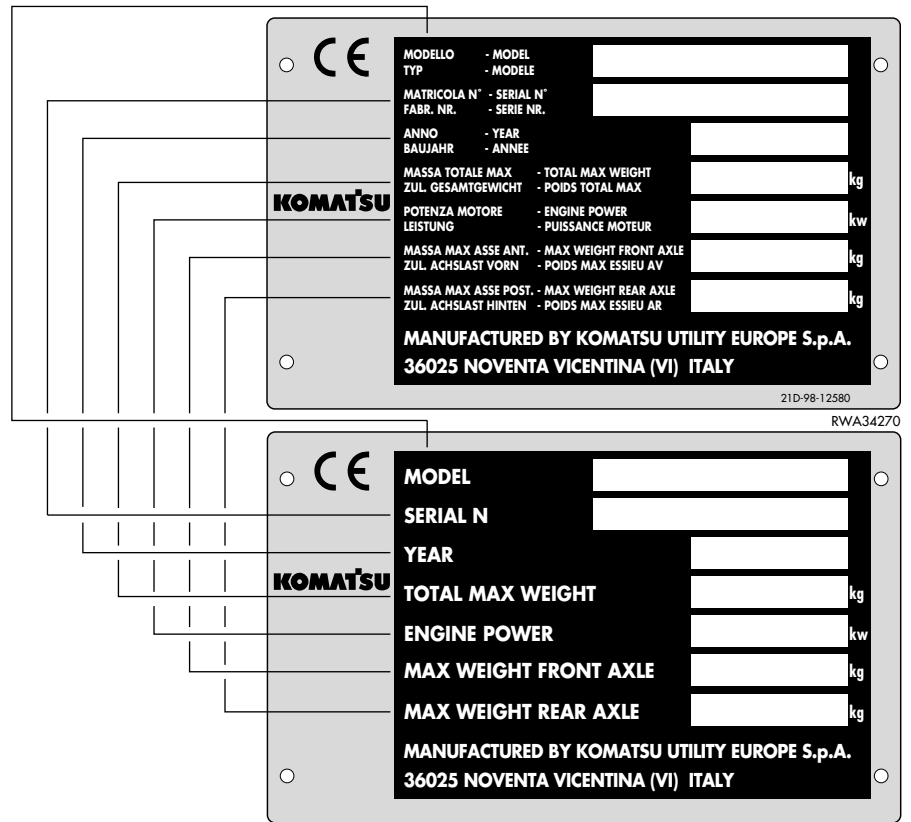 CE
MODELLO - MODEL
TYP - MODELE
MATRICOLA N° - SERIAL N°
FABR. NR. - SERIE NR.
ANNO - YEAR
BAUJAHR - ANNEE
MASSA TOTALE MAX - TOTAL MAX WEIGHT
ZUL. GESAMTGEWICHT - POIDS TOTAL MAX
kg
KOMATSU
POTENZA MOTORE - ENGINE POWER
LEISTUNG - PUISSANCE MOTEUR
kw
MASSA MAX ASSE ANT. - MAX WEIGHT FRONT AXLE
ZUL. ACHSLAST VORN - POIDS MAX ESSIEU AV
kg
MASSA MAX ASSE POST. - MAX WEIGHT REAR AXLE
ZUL. ACHSLAST HINTEN - POIDS MAX ESSIEU AR
kg
MANUFACTURED BY KOMATSU UTILITY EUROPE S.p.A.
36025 NOVENTA VICENTINA (VI) ITALY
21D-98-12580
RWA34270
CE
MODEL
SERIAL N
YEAR
KOMATSU
TOTAL MAX WEIGHT kg
ENGINE POWER kw
MAX WEIGHT FRONT AXLE kg
MAX WEIGHT REAR AXLE kg
MANUFACTURED BY KOMATSU UTILITY EUROPE S.p.A.
36025 NOVENTA VICENTINA (VI) ITALY